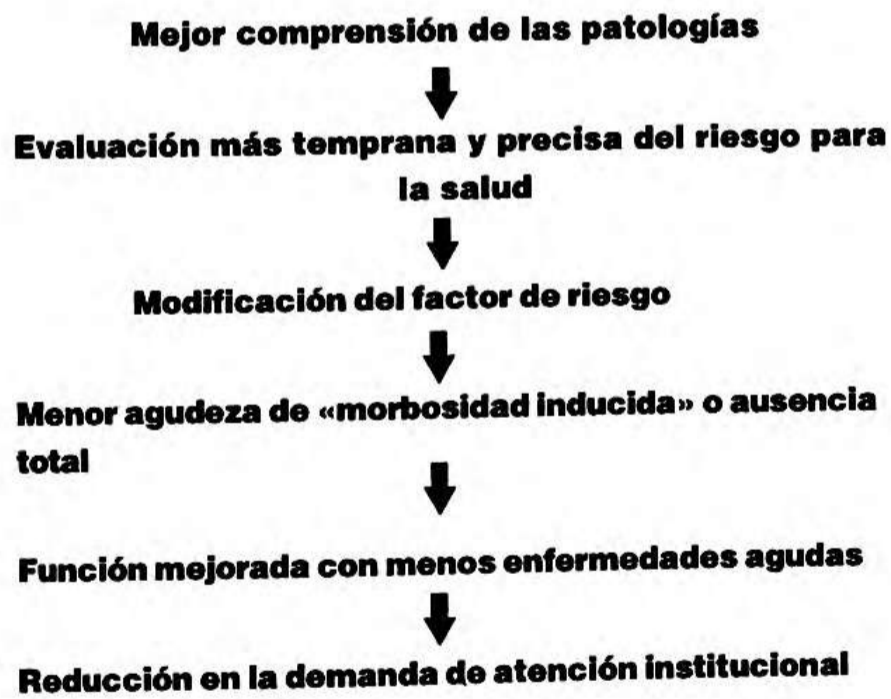 Mejor comprensión de las patologías
Evaluación más temprana y precisa del riesgo para
la salud
Modificación del factor de riesgo
Menor agudeza de «morbosidad inducida» o ausencia
total
Función mejorada con menos enfermedades agudas
Reducción en la demanda de atención institucional